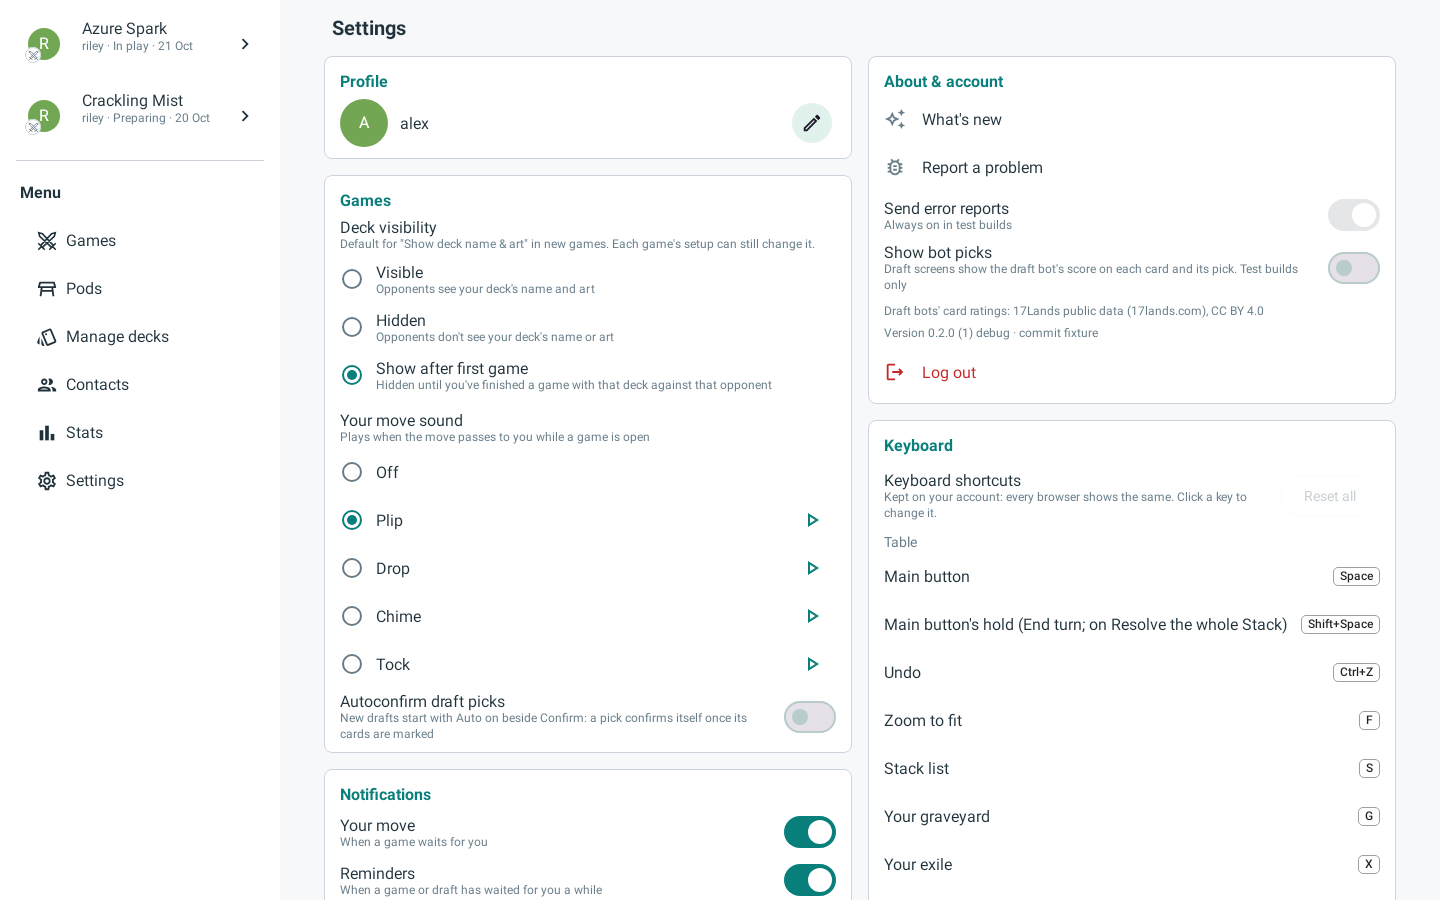 R
Azure Spark
riley · In play · 21 Oct
R
Crackling Mist
riley · Preparing · 20 Oct
Menu
Games
Pods
Manage decks
Contacts
Stats
Settings
Settings
Profile
A
alex
Games
Deck visibility
Default for "Show deck name & art" in new games. Each game's setup can still change it.
Visible
Opponents see your deck's name and art
Hidden
Opponents don't see your deck's name or art
Show after first game
Hidden until you've finished a game with that deck against that opponent
Your move sound
Plays when the move passes to you while a game is open
Off
Plip
Drop
Chime
Tock
Autoconfirm draft picks
New drafts start with Auto on beside Confirm: a pick confirms itself once its
cards are marked
Notifications
Your move
When a game waits for you
Reminders
When a game or draft has waited for you a while
About & account
What's new
Report a problem
Send error reports
Always on in test builds
Show bot picks
Draft screens show the draft bot's score on each card and its pick. Test builds
only
Draft bots' card ratings: 17Lands public data (17lands.com), CC BY 4.0
Version 0.2.0 (1) debug · commit fixture
Log out
Keyboard
Keyboard shortcuts
Kept on your account: every browser shows the same. Click a key to
change it.
Reset all
Table
Main button
Space
Main button's hold (End turn; on Resolve the whole Stack)
Shift+Space
Undo
Ctrl+Z
Zoom to fit
F
Stack list
S
Your graveyard
G
Your exile
X